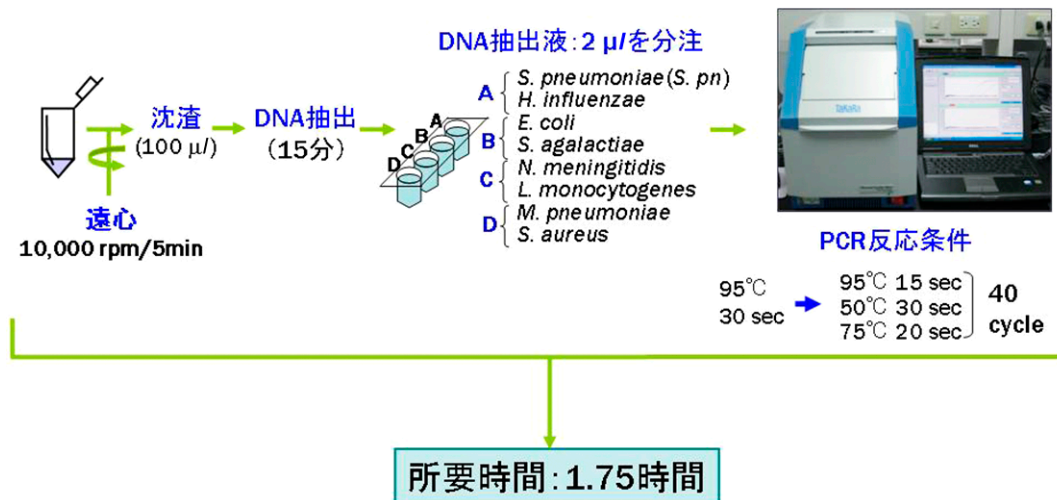 DNA抽出液：2 μlを分注
沈渣
(100 μl)
DNA抽出
(15分)
遠心
10,000 rpm/5min
A
B
C
D
A
S. pneumoniae(S. pn)
H. influenzae
B
E. coli
S. agalactiae
C
N. meningitidis
L. monocytogenes
D
M. pneumoniae
S. aureus
PCR反応条件
95℃
30 sec
95℃ 15 sec
50℃ 30 sec
75℃ 20 sec
40
cycle
所要時間：1.75時間